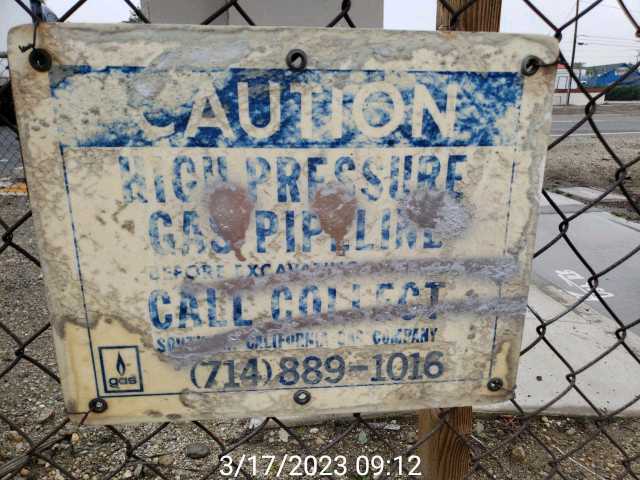 CAUTION
HIGH PRESSURE
GAS PIPELINE
BEFORE EXCAVATING
CALL COLLECT
SOUTHERN CALIFORNIA GAS COMPANY
gas
(714) 889-1016
3/17/2023 09:12